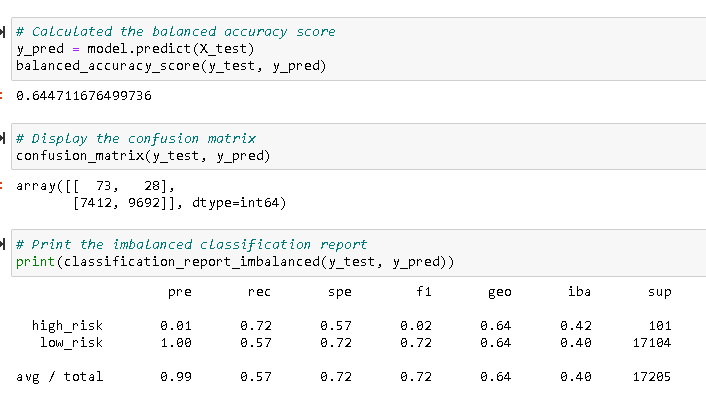 # Calculated the balanced accuracy score
y_pred = model.predict(X_test)
balanced_accuracy_score(y_test, y_pred)
0.644711676499736
# Display the confusion matrix
confusion_matrix(y_test, y_pred)
array([[  73,   28],
       [7412, 9692]], dtype=int64)
# Print the imbalanced classification report
print(classification_report_imbalanced(y_test, y_pred))
pre rec spe f1 geo iba sup
high_risk 0.01 0.72 0.57 0.02 0.64 0.42 101
low_risk 1.00 0.57 0.72 0.72 0.64 0.40 17104
avg / total 0.99 0.57 0.72 0.72 0.64 0.40 17205